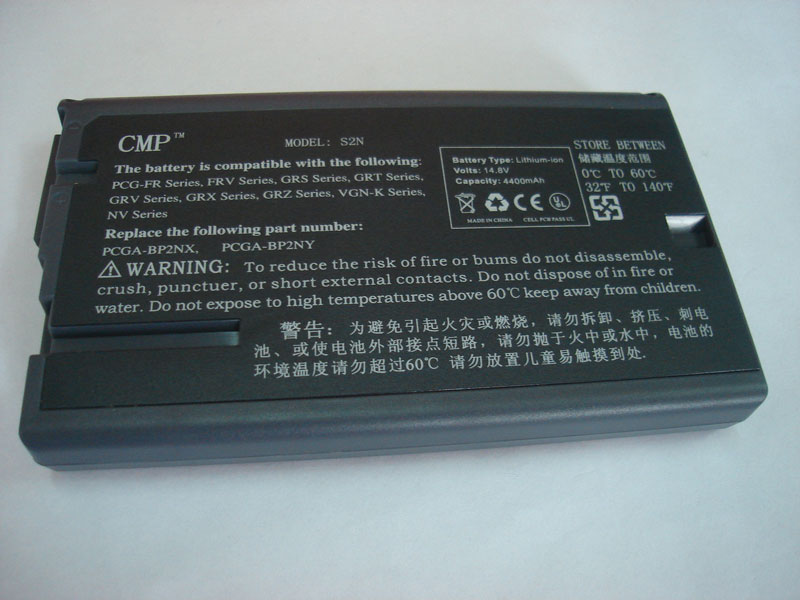 CMP™
MODEL: S2N
The battery is compatible with the following:
PCG-FR Series, FRV Series, GRS Series, GRT Series,
GRV Series, GRX Series, GRZ Series, VGN-K Series,
NV Series
Replace the following part number:
PCGA-BP2NX, PCGA-BP2NY
Battery Type: Lithium-ion
Volts: 14.8V
Capacity: 4400mAh
MADE IN CHINA CELL PCB PASS UL
STORE BETWEEN
储藏温度范围
0℃ TO 60℃
32℉ TO 140℉
WARNING: To reduce the risk of fire or bums do not disassemble,
crush, punctuer, or short external contacts. Do not dispose of in fire or
water. Do not expose to high temperatures above 60℃ keep away from children.
警告: 为避免引起火灾或燃烧，请勿拆卸、挤压、刺电
池、或使电池外部接点短路，请勿抛于火中或水中，电池的
环境温度请勿超过60℃ 请勿放置儿童易触摸到处.